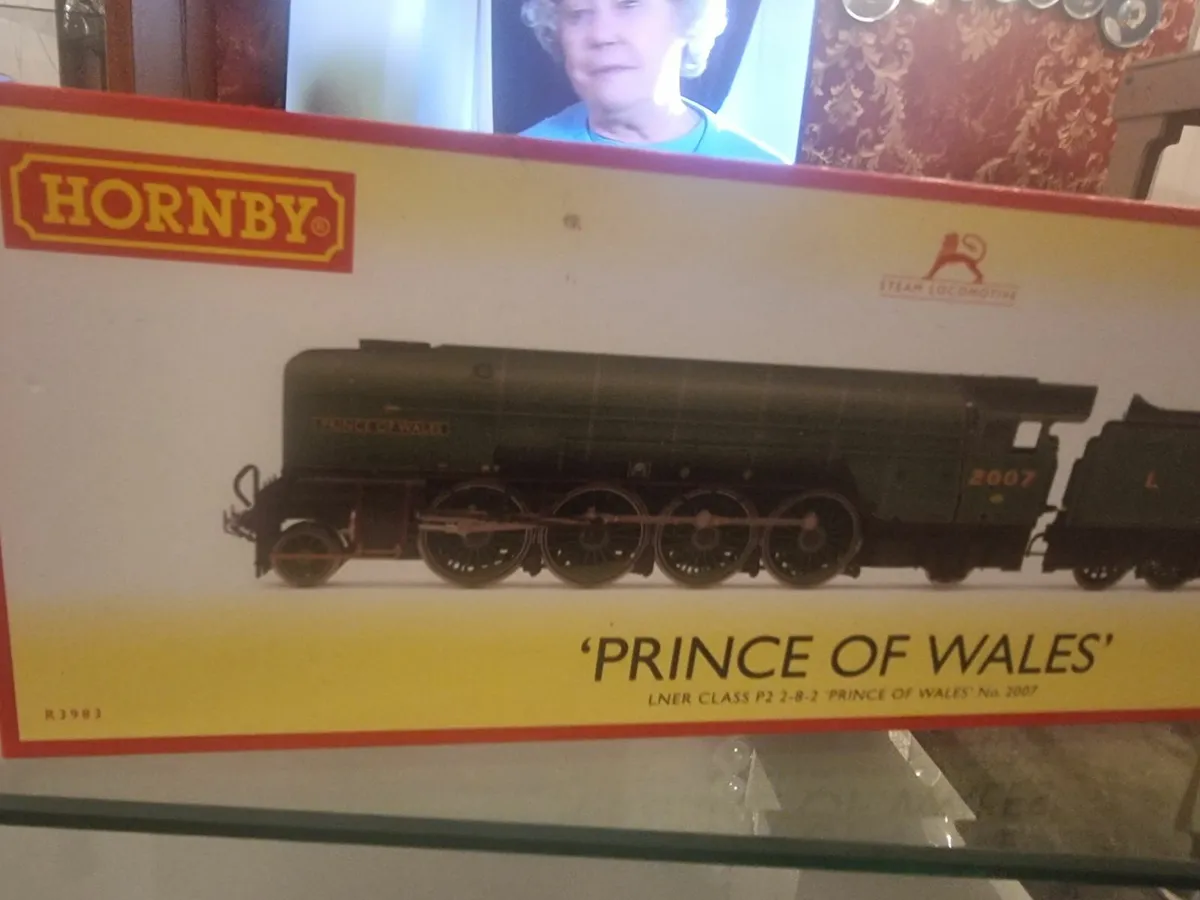 HORNBY®
STEAM LOCOMOTIVE
PRINCE OF WALES
2007
L
'PRINCE OF WALES'
LNER CLASS P2 2-8-2 'PRINCE OF WALES' No. 2007
R3983